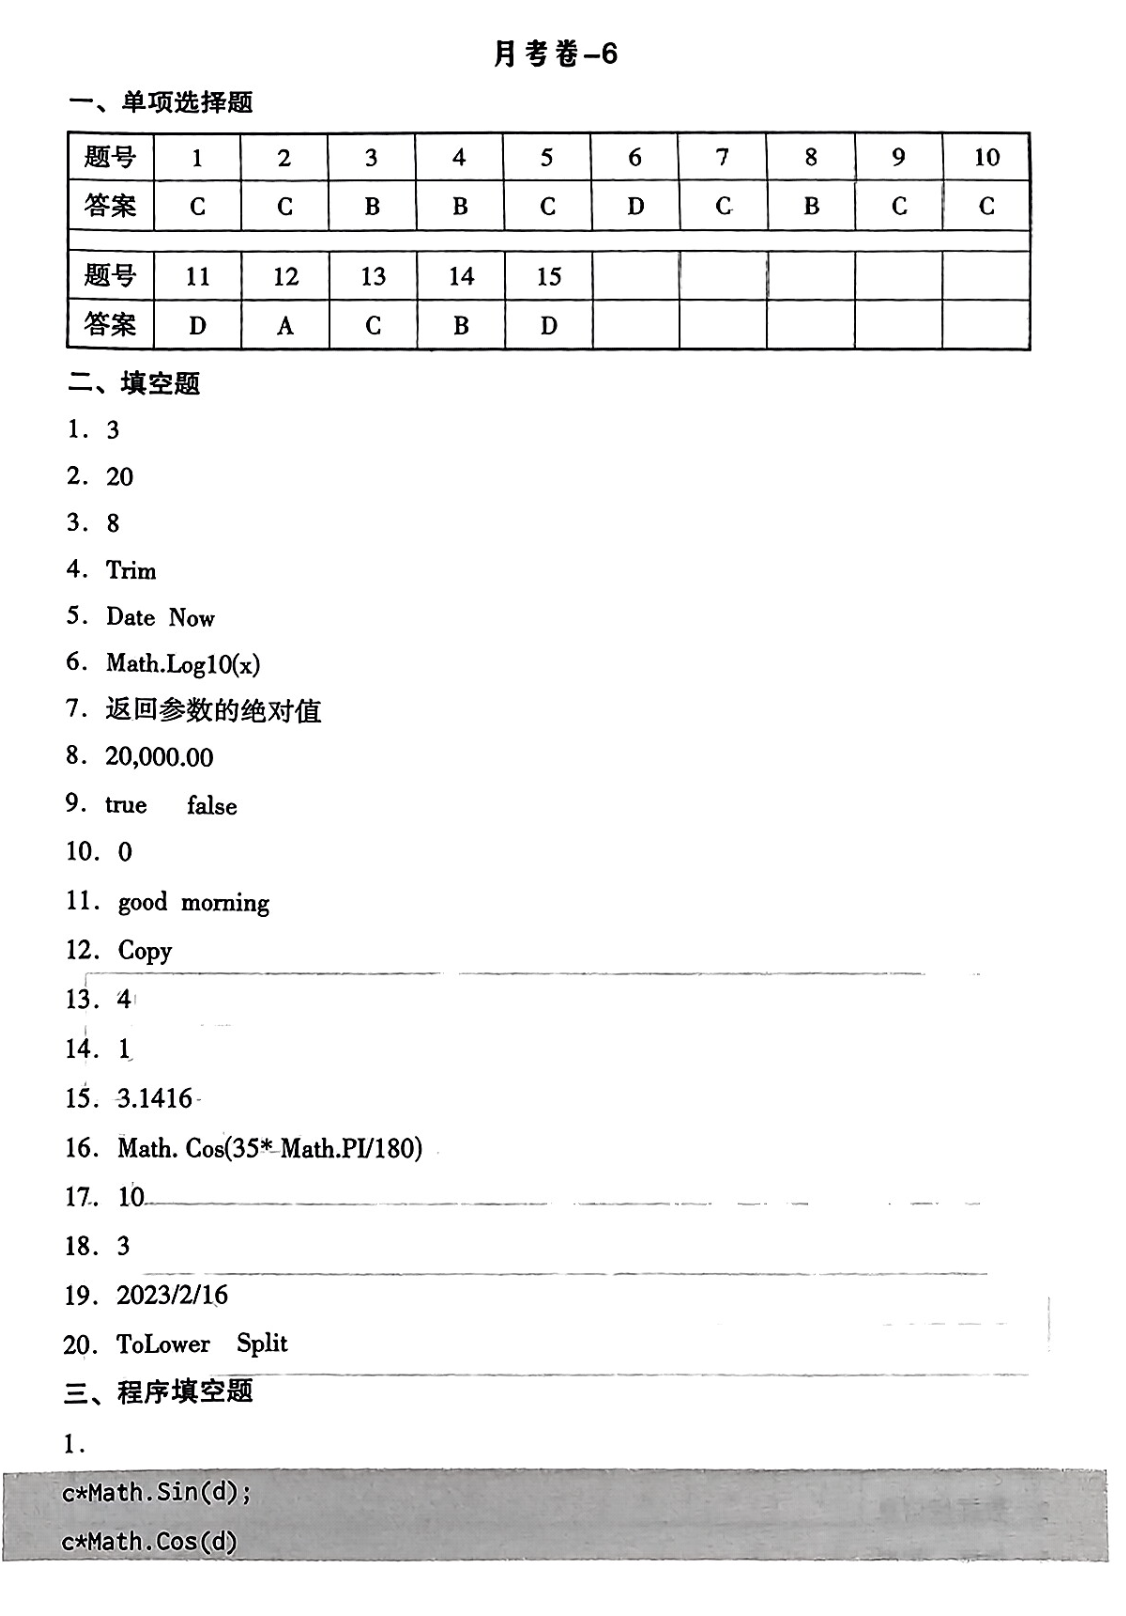 月考卷-6
一、单项选择题
题号 1 2 3 4 5 6 7 8 9 10
答案 C C B B C D C B C C
题号 11 12 13 14 15
答案 D A C B D
二、填空题
1. 3
2. 20
3. 8
4. Trim
5. Date Now
6. Math.Log10(x)
7. 返回参数的绝对值
8. 20,000.00
9. true false
10. 0
11. good morning
12. Copy
13. 4
14. 1
15. 3.1416
16. Math. Cos(35* Math.PI/180)
17. 10
18. 3
19. 2023/2/16
20. ToLower Split
三、程序填空题
1.
c*Math.Sin(d);
c*Math.Cos(d)